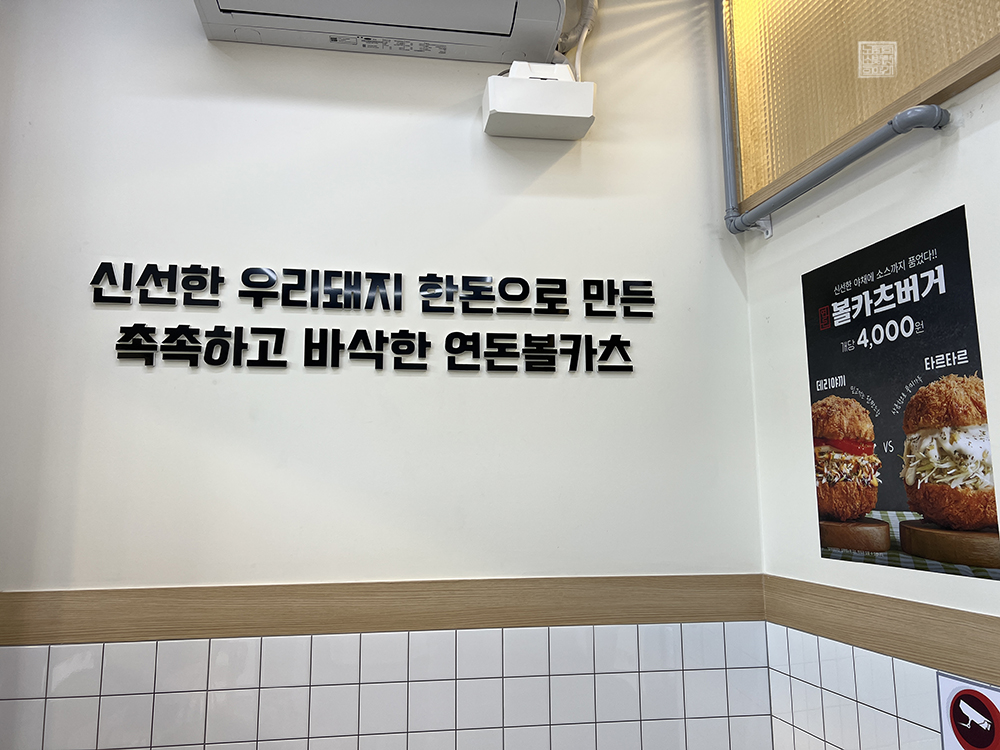 신선한 우리돼지 한돈으로 만든
촉촉하고 바삭한 연돈볼카츠
신선한 야채에 소스까지 품었다!!
볼카츠버거
개당 4,000원
데리야끼
타르타르
VS